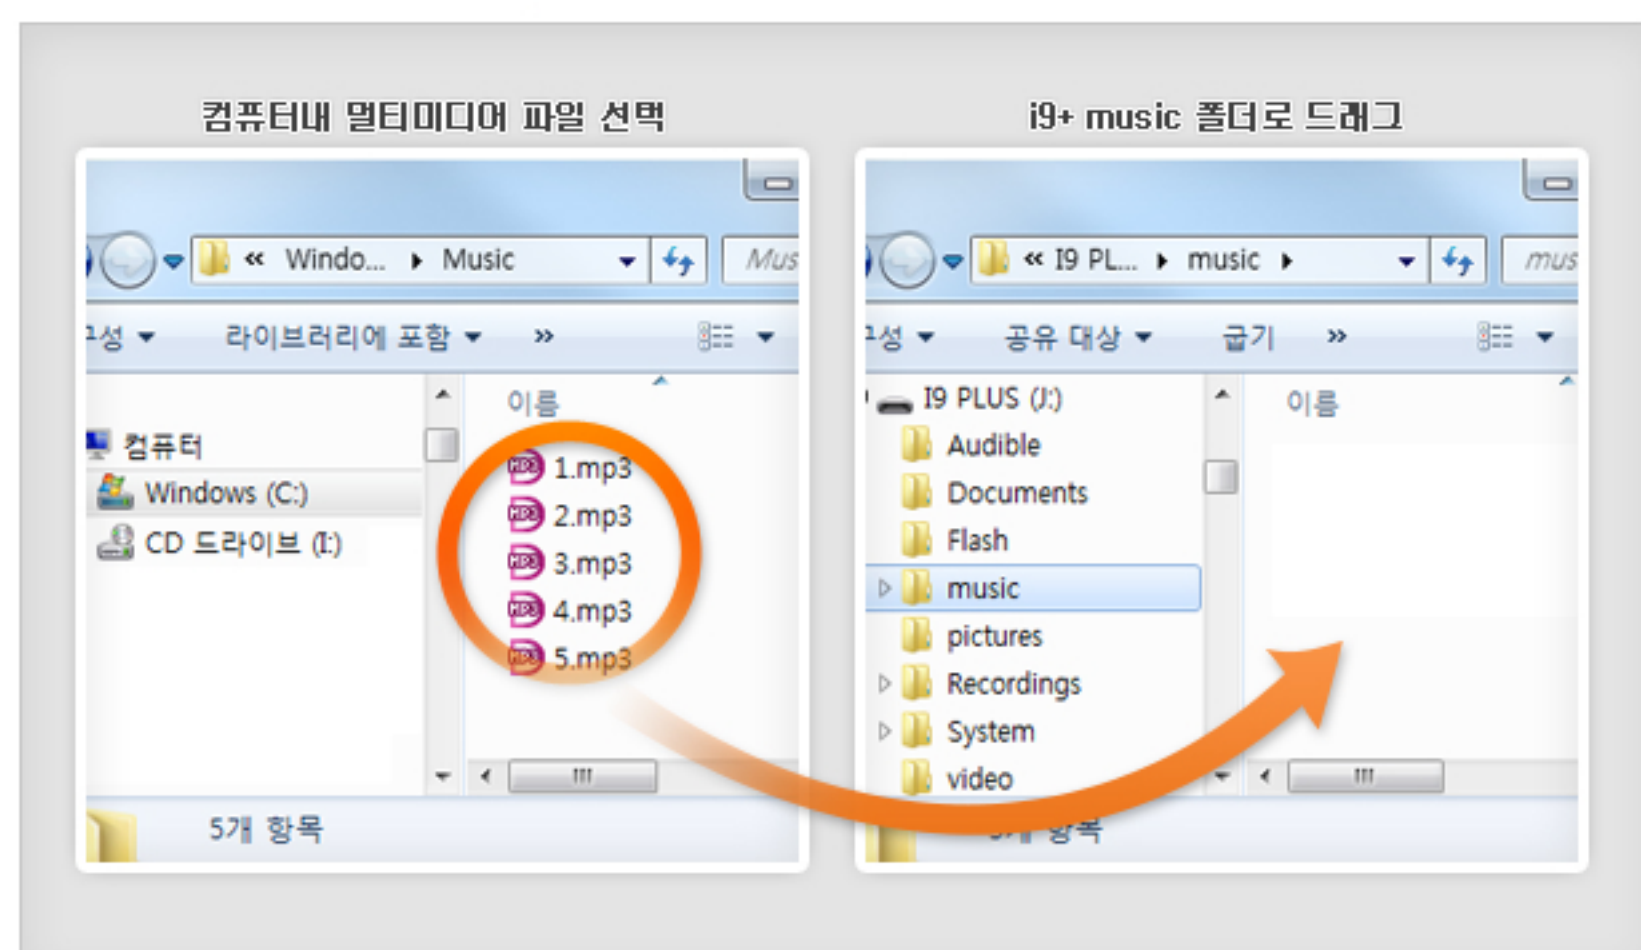 컴퓨터내 멀티미디어 파일 선택
« Windo... Music
Mus
구성 라이브러리에 포함 »
이름
컴퓨터
Windows (C:)
CD 드라이브 (I:)
1.mp3
2.mp3
3.mp3
4.mp3
5.mp3
5개 항목
i9+ music 폴더로 드래그
« I9 PL... music
mus
구성 공유 대상 굽기 »
I9 PLUS (J:)
이름
Audible
Documents
Flash
music
pictures
Recordings
System
video
항목